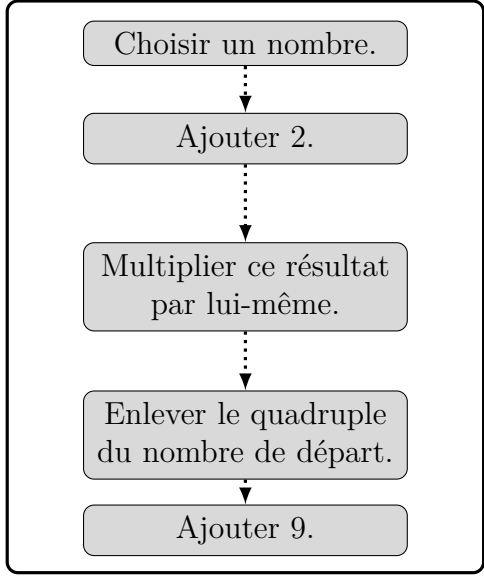 Choisir un nombre.
Ajouter 2.
Multiplier ce résultat
par lui-même.
Enlever le quadruple
du nombre de départ.
Ajouter 9.